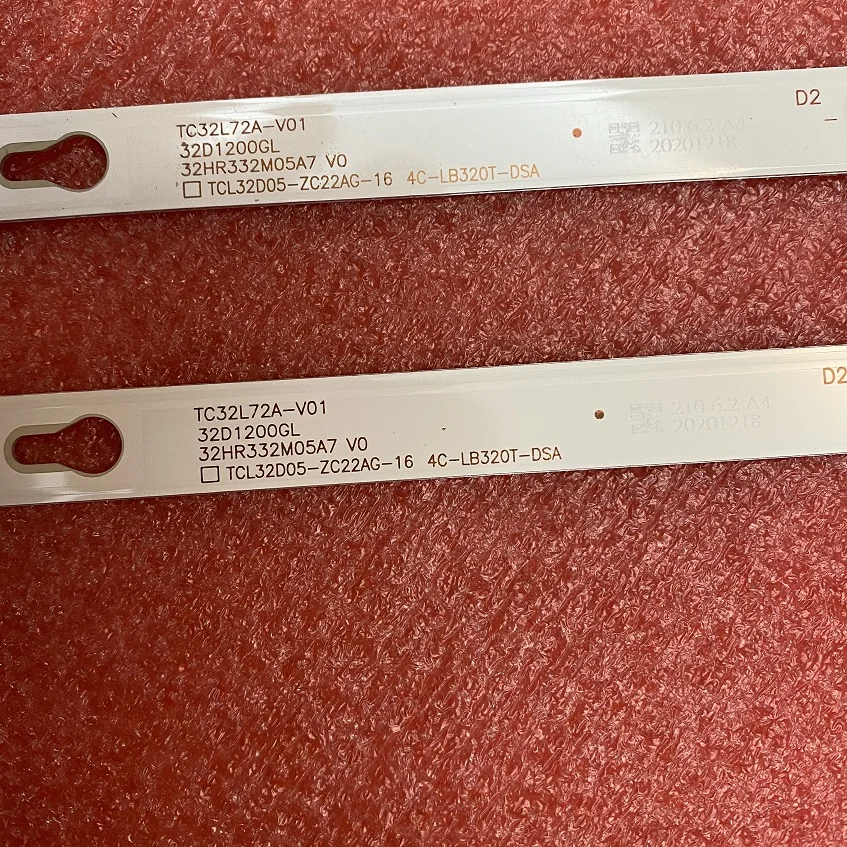 TC32L72A-V01
32D1200GL
32HR332M05A7 V0
TCL32D05-ZC22AG-16 4C-LB320T-DSA
210 6.2 A4
20201218
D2
TC32L72A-V01
32D1200GL
32HR332M05A7 V0
TCL32D05-ZC22AG-16 4C-LB320T-DSA
210 6.2 A4
20201218
D2